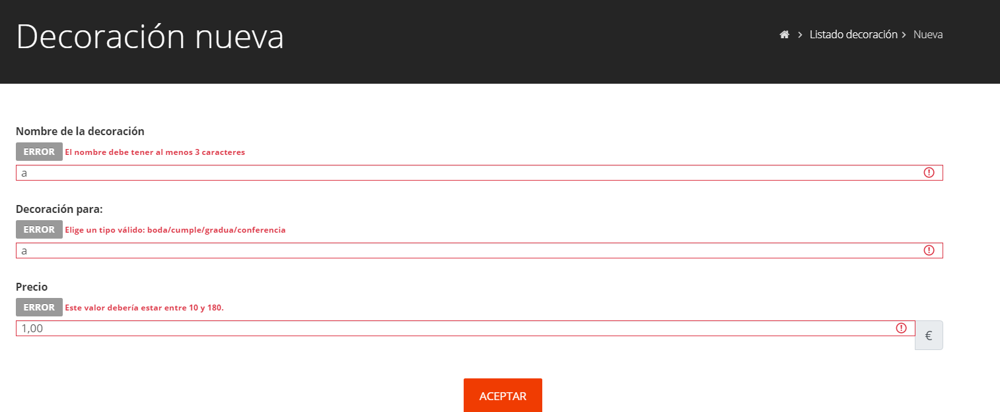 Decoración nueva
Listado decoración Nueva
Nombre de la decoración
ERROR El nombre debe tener al menos 3 caracteres
a
Decoración para:
ERROR Elige un tipo válido: boda/cumple/gradua/conferencia
a
Precio
ERROR Este valor debería estar entre 10 y 180.
1,00 €
ACEPTAR